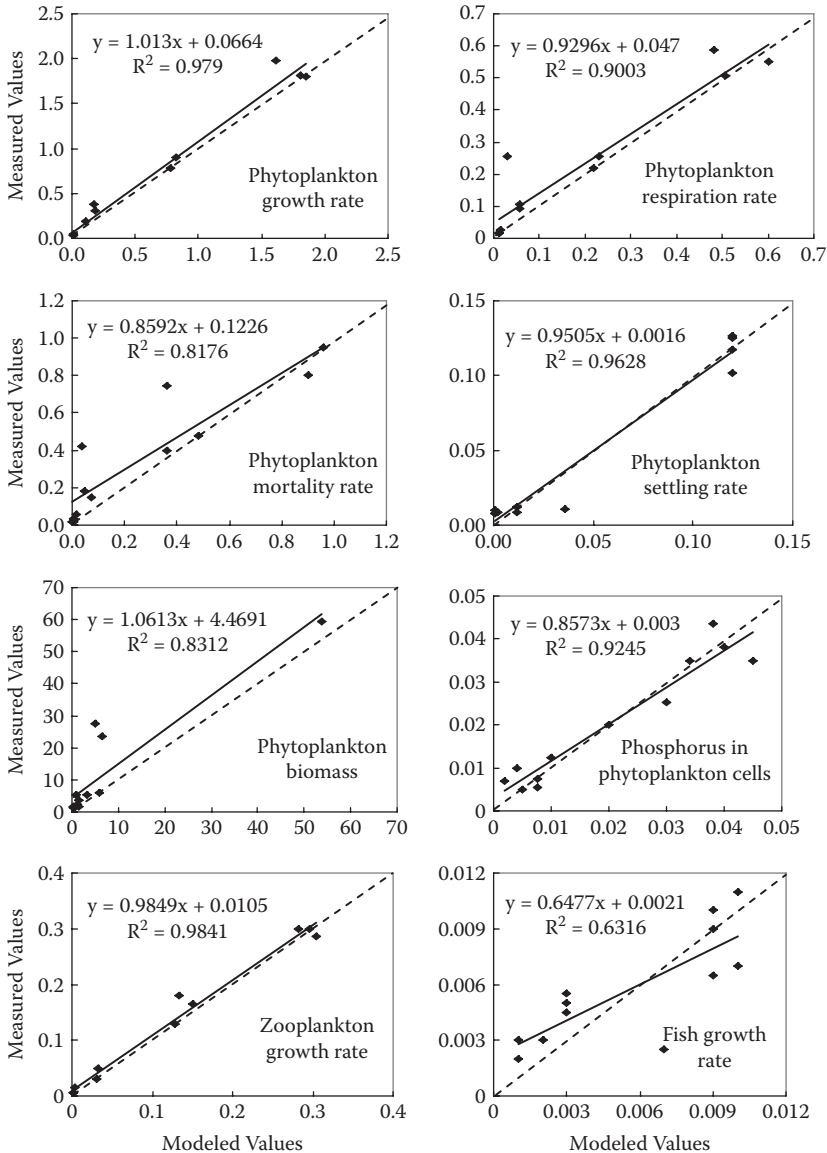 2.5
2.0
1.5
1.0
0.5
0.0
Measured Values
y = 1.013x + 0.0664
R² = 0.979
Phytoplankton
growth rate
0.0 0.5 1.0 1.5 2.0 2.5
0.7
0.6
0.5
0.4
0.3
0.2
0.1
0
y = 0.9296x + 0.047
R² = 0.9003
Phytoplankton
respiration rate
0 0.1 0.2 0.3 0.4 0.5 0.6 0.7
1.2
1.0
0.8
0.6
0.4
0.2
0.0
Measured Values
y = 0.8592x + 0.1226
R² = 0.8176
Phytoplankton
mortality rate
0.0 0.2 0.4 0.6 0.8 1.0 1.2
0.15
0.10
0.05
0.00
y = 0.9505x + 0.0016
R² = 0.9628
Phytoplankton
settling rate
0.00 0.05 0.10 0.15
70
60
50
40
30
20
10
0
Measured Values
y = 1.0613x + 4.4691
R² = 0.8312
Phytoplankton
biomass
0 10 20 30 40 50 60 70
0.05
0.04
0.03
0.02
0.01
0
y = 0.8573x + 0.003
R² = 0.9245
Phosphorus in
phytoplankton cells
0 0.01 0.02 0.03 0.04 0.05
0.4
0.3
0.2
0.1
0
Measured Values
y = 0.9849x + 0.0105
R² = 0.9841
Zooplankton
growth rate
0 0.1 0.2 0.3 0.4
Modeled Values
0.012
0.009
0.006
0.003
0
y = 0.6477x + 0.0021
R² = 0.6316
Fish growth
rate
0 0.003 0.006 0.009 0.012
Modeled Values